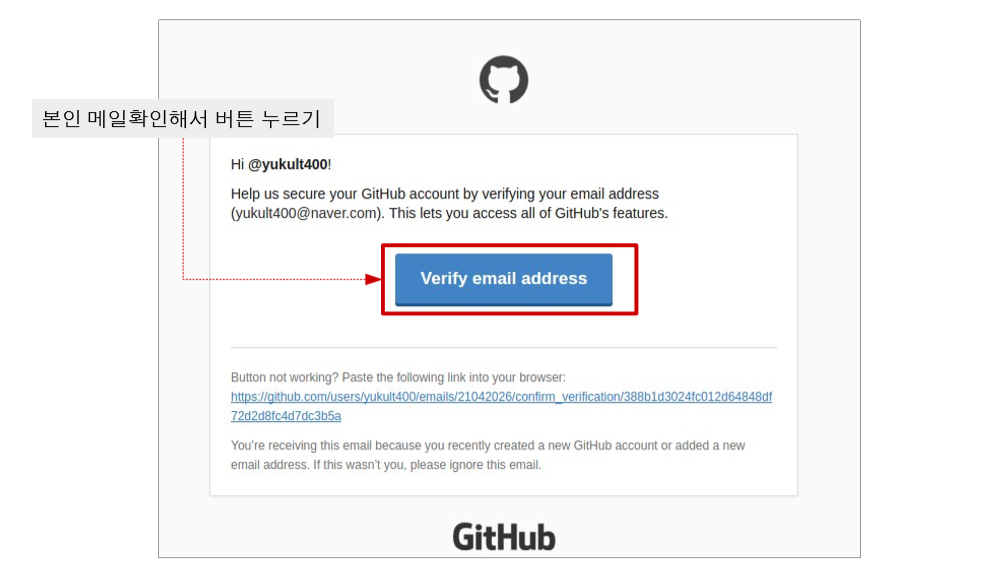 본인 메일확인해서 버튼 누르기
Hi @yukult400!
Help us secure your GitHub account by verifying your email address
(yukult400@naver.com). This lets you access all of GitHub's features.
Verify email address
Button not working? Paste the following link into your browser:
https://github.com/users/yukult400/emails/21042026/confirm_verification/388b1d3024fc012d64848df
72d2d8fc4d7dc3b5a
You’re receiving this email because you recently created a new GitHub account or added a new
email address. If this wasn’t you, please ignore this email.
GitHub